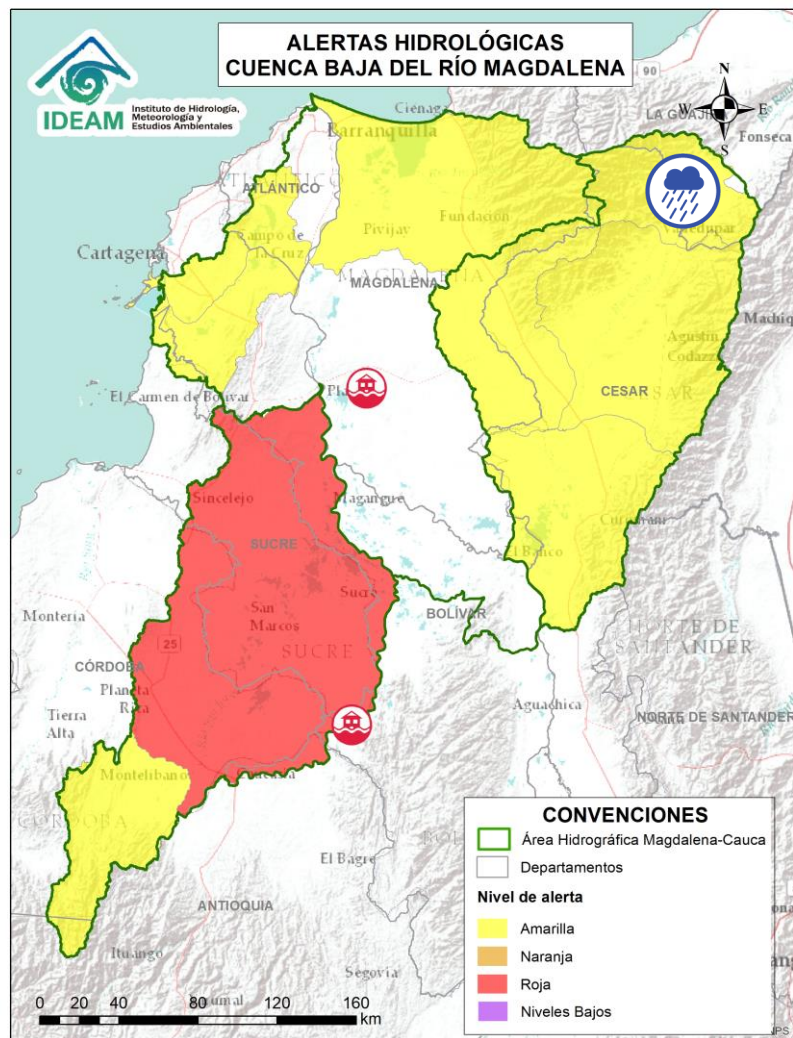 ALERTAS HIDROLÓGICAS
CUENCA BAJA DEL RÍO MAGDALENA
IDEAM
Instituto de Hidrología,
Meteorología y
Estudios Ambientales
90
N
W
E
S
Ciénaga
LA GUAJIRA
Barranquilla
Fonseca
ATLÁNTICO
Valledupar
Pivijay
Fundación
Campo de
la Cruz
Cartagena
MAGDALENA
MAGDALENA
Agustín
Codazzi
El Carmen de Bolívar
CESAR
Sincelejo
Magangue
Curumaní
SUCRE
El Banco
Sucre
San
Marcos
BOLÍVAR
Montería
25
SUCRE
NORTE DE
SANTANDER
CÓRDOBA
Planeta
Rica
Aguachica
Tierra
Alta
NORTE DE SANTANDER
Montelibano
CÓRDOBA
El Bagre
ANTIOQUIA
Ituango
Segovia
CONVENCIONES
Área Hidrográfica Magdalena-Cauca
Departamentos
Nivel de alerta
Amarilla
Naranja
Roja
Niveles Bajos
0 20 40 80 120 160
km